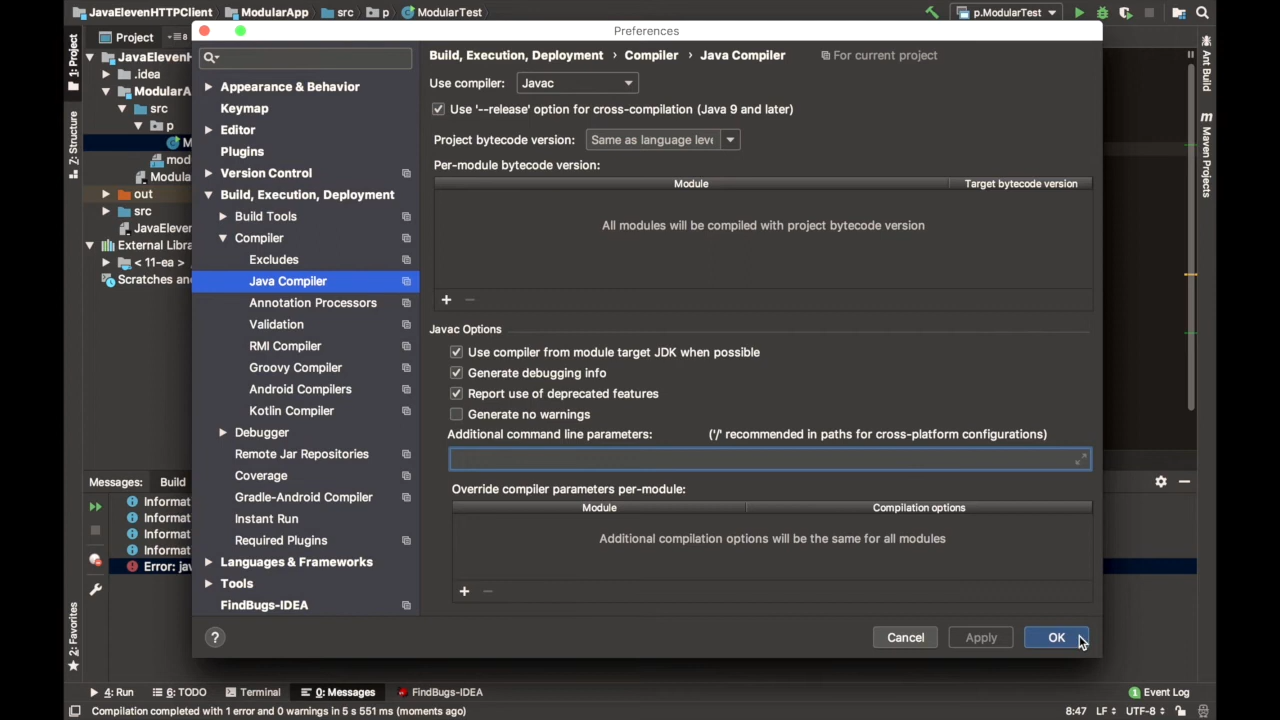 JavaElevenHTTPClient
ModularApp
src
p
ModularTest
p.ModularTest
Preferences
1: Project
Z: Structure
2: Favorites
Project
8
JavaElevenH
.idea
ModularA
src
p
M
mod
Modula
out
src
JavaEleven
External Libra
< 11-ea >
Scratches and
Appearance & Behavior
Keymap
Editor
Plugins
Version Control
Build, Execution, Deployment
Build Tools
Compiler
Excludes
Java Compiler
Annotation Processors
Validation
RMI Compiler
Groovy Compiler
Android Compilers
Kotlin Compiler
Debugger
Remote Jar Repositories
Coverage
Gradle-Android Compiler
Instant Run
Required Plugins
Languages & Frameworks
Tools
FindBugs-IDEA
Build, Execution, Deployment › Compiler › Java Compiler
For current project
Use compiler: Javac
Use '--release' option for cross-compilation (Java 9 and later)
Project bytecode version: Same as language leve
Per-module bytecode version:
Module Target bytecode version
All modules will be compiled with project bytecode version
+ −
Javac Options
Use compiler from module target JDK when possible
Generate debugging info
Report use of deprecated features
Generate no warnings
Additional command line parameters: ('/' recommended in paths for cross-platform configurations)
Override compiler parameters per-module:
Module Compilation options
Additional compilation options will be the same for all modules
+ −
? Cancel Apply OK
Ant Build
m Maven Projects
Messages: Build
Informat
Informat
Informat
Informat
Error: jav
4: Run
6: TODO
Terminal
0: Messages
FindBugs-IDEA
1 Event Log
Compilation completed with 1 error and 0 warnings in 5 s 551 ms (moments ago)
8:47 LF UTF-8